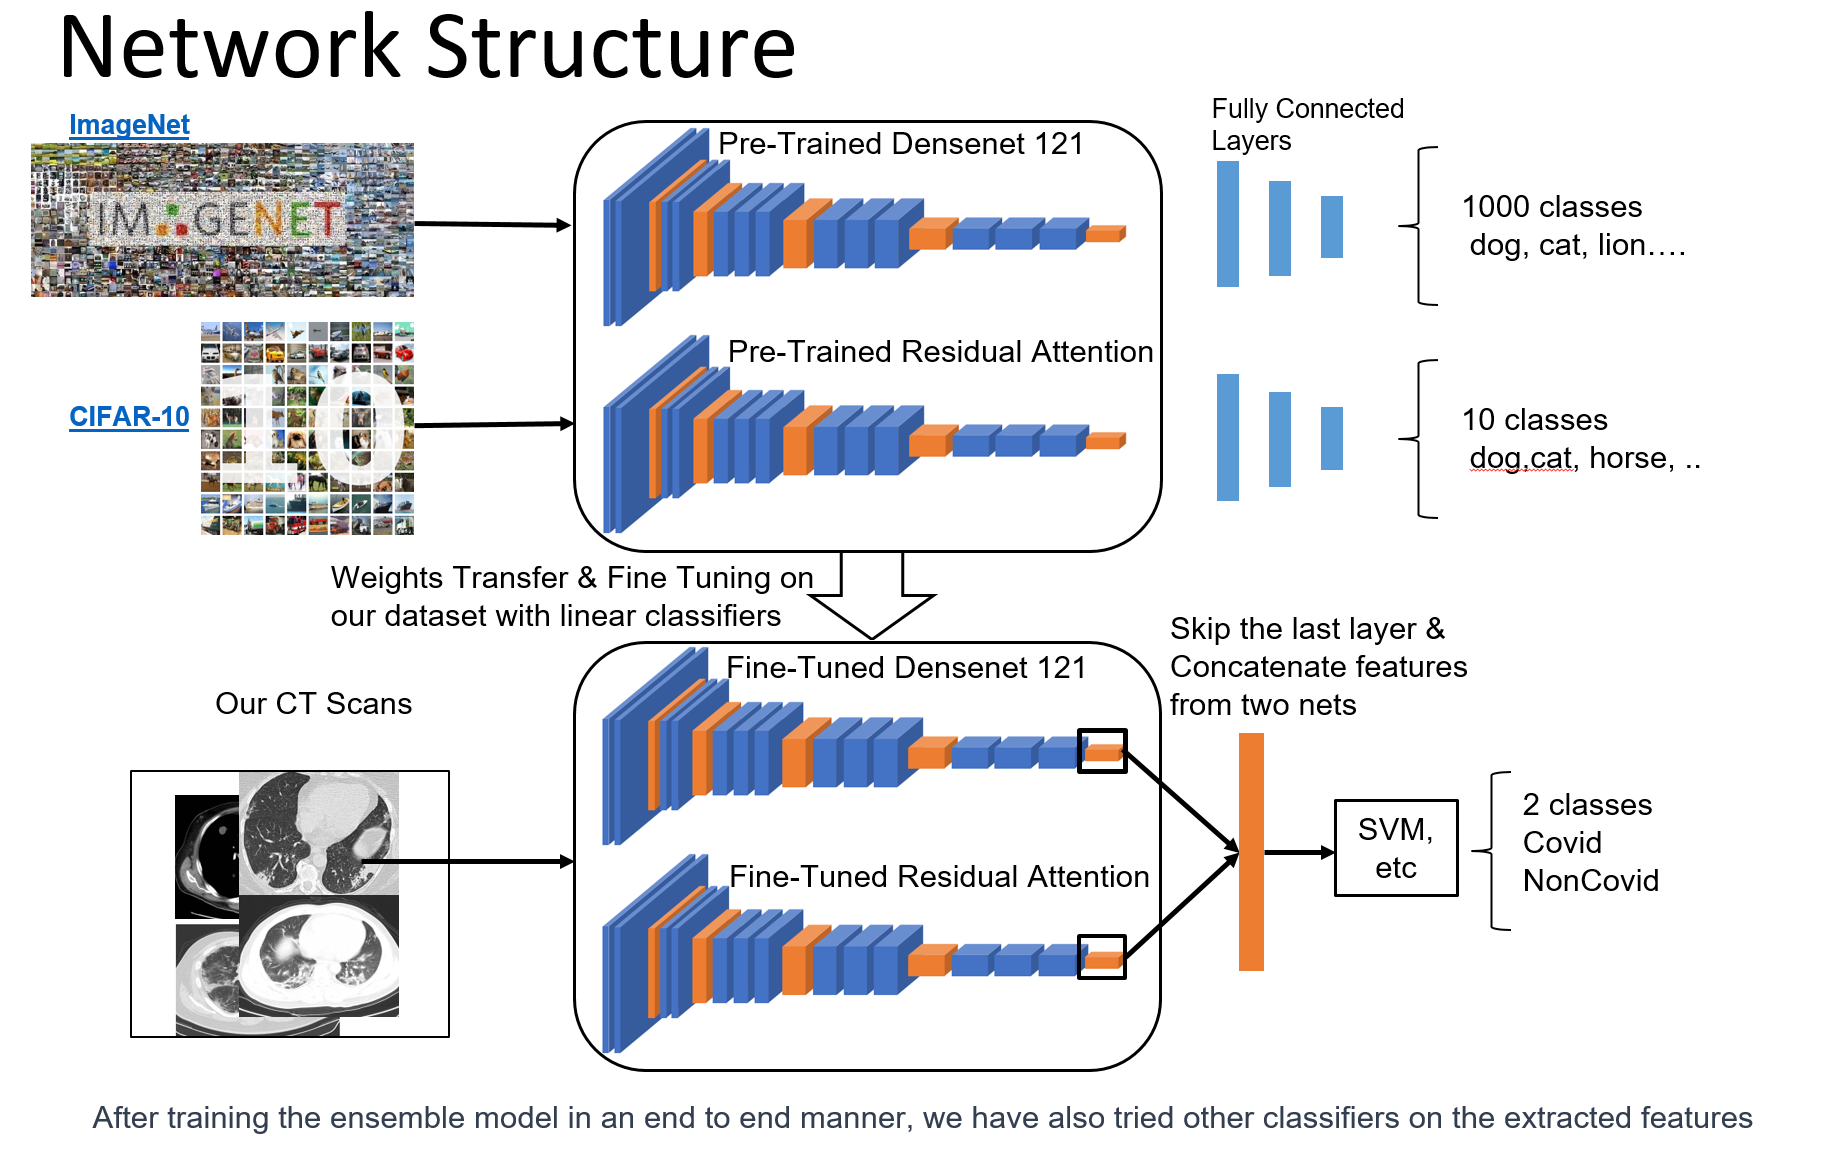 Network Structure
ImageNet
IM GENET
Pre-Trained Densenet 121
Fully Connected
Layers
1000 classes
dog, cat, lion....
CIFAR-10
10
Pre-Trained Residual Attention
10 classes
dog,cat, horse, ..
Weights Transfer & Fine Tuning on
our dataset with linear classifiers
Our CT Scans
Fine-Tuned Densenet 121
Fine-Tuned Residual Attention
Skip the last layer &
Concatenate features
from two nets
SVM,
etc
2 classes
Covid
NonCovid
After training the ensemble model in an end to end manner, we have also tried other classifiers on the extracted features